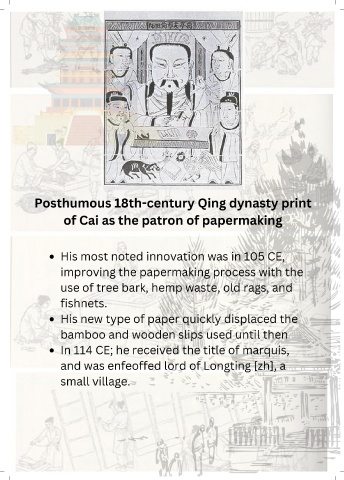 Posthumous 18th-century Qing dynasty print
of Cai as the patron of papermaking
His most noted innovation was in 105 CE,
improving the papermaking process with the
use of tree bark, hemp waste, old rags, and
fishnets.
His new type of paper quickly displaced the
bamboo and wooden slips used until then
In 114 CE; he received the title of marquis,
and was enfeoffed lord of Longting [zh], a
small village.